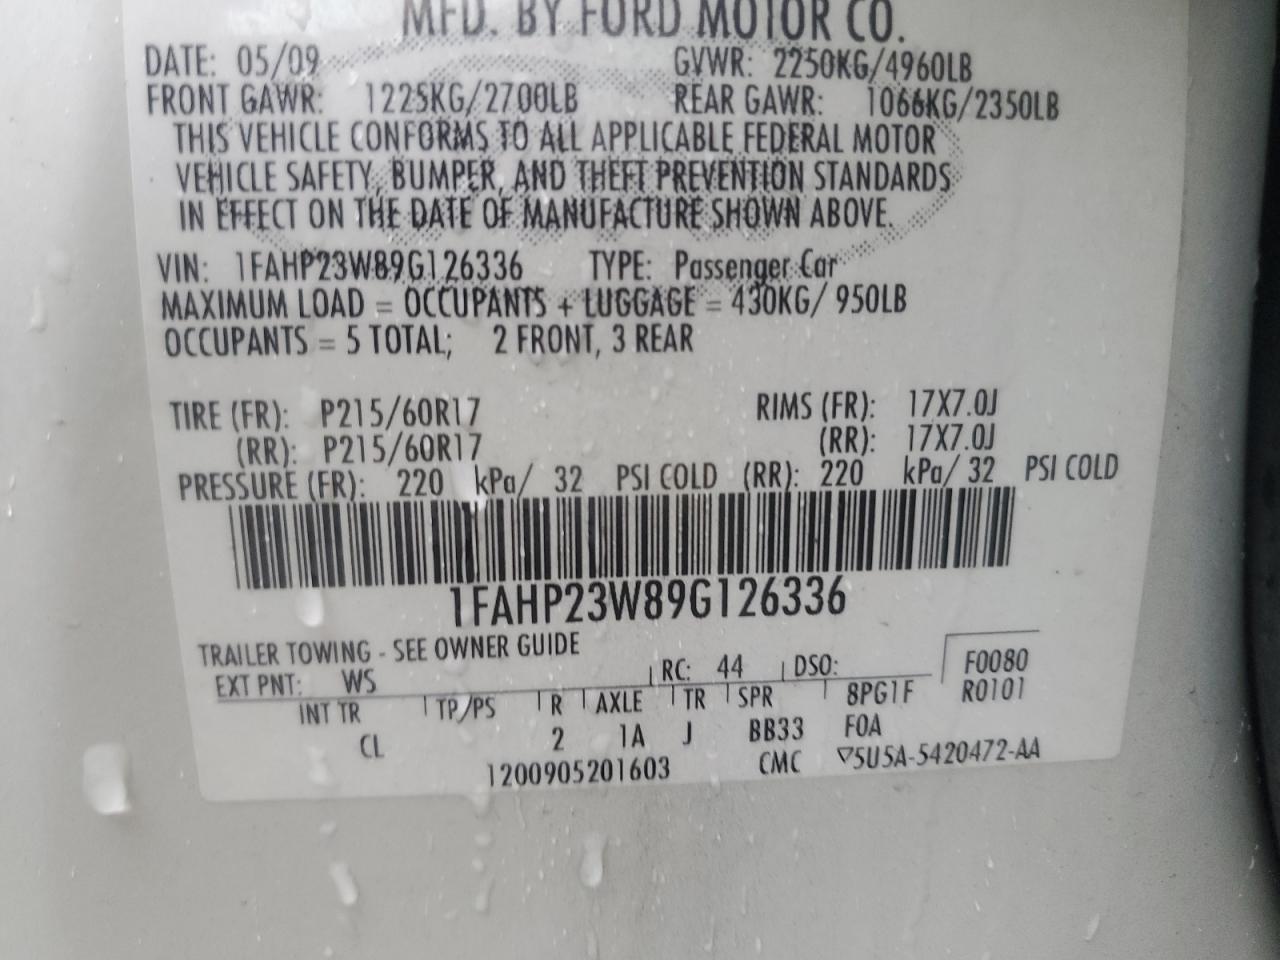 MFD. BY FORD MOTOR CO.
DATE: 05/09 GVWR: 2250KG/4960LB
FRONT GAWR: 1225KG/2700LB REAR GAWR: 1066KG/2350LB
THIS VEHICLE CONFORMS TO ALL APPLICABLE FEDERAL MOTOR
VEHICLE SAFETY, BUMPER, AND THEFT PREVENTION STANDARDS
IN EFFECT ON THE DATE OF MANUFACTURE SHOWN ABOVE.
VIN: 1FAHP23W89G126336 TYPE: Passenger Car
MAXIMUM LOAD = OCCUPANTS + LUGGAGE = 430KG/ 950LB
OCCUPANTS = 5 TOTAL; 2 FRONT, 3 REAR
TIRE (FR): P215/60R17 RIMS (FR): 17X7.0J
(RR): P215/60R17 (RR): 17X7.0J
PRESSURE (FR): 220 kPa/ 32 PSI COLD (RR): 220 kPa/ 32 PSI COLD
1FAHP23W89G126336
TRAILER TOWING - SEE OWNER GUIDE
EXT PNT: WS RC: 44 DSO: F0080
INT TR TP/PS R AXLE TR SPR 8PG1F R0101
CL 2 1A J BB33 FOA
1200905201603 CMC ▽5U5A-5420472-AA